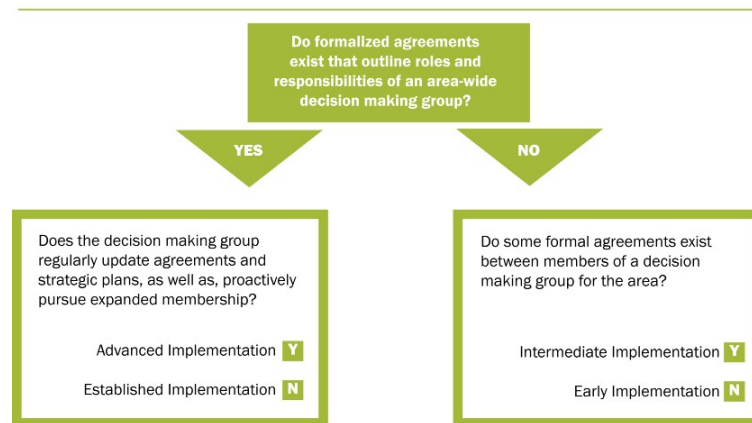 Do formalized agreements
exist that outline roles and
responsibilities of an area-wide
decision making group?
YES
NO
Does the decision making group
regularly update agreements and
strategic plans, as well as, proactively
pursue expanded membership?
Advanced Implementation Y
Established Implementation N
Do some formal agreements exist
between members of a decision
making group for the area?
Intermediate Implementation Y
Early Implementation N